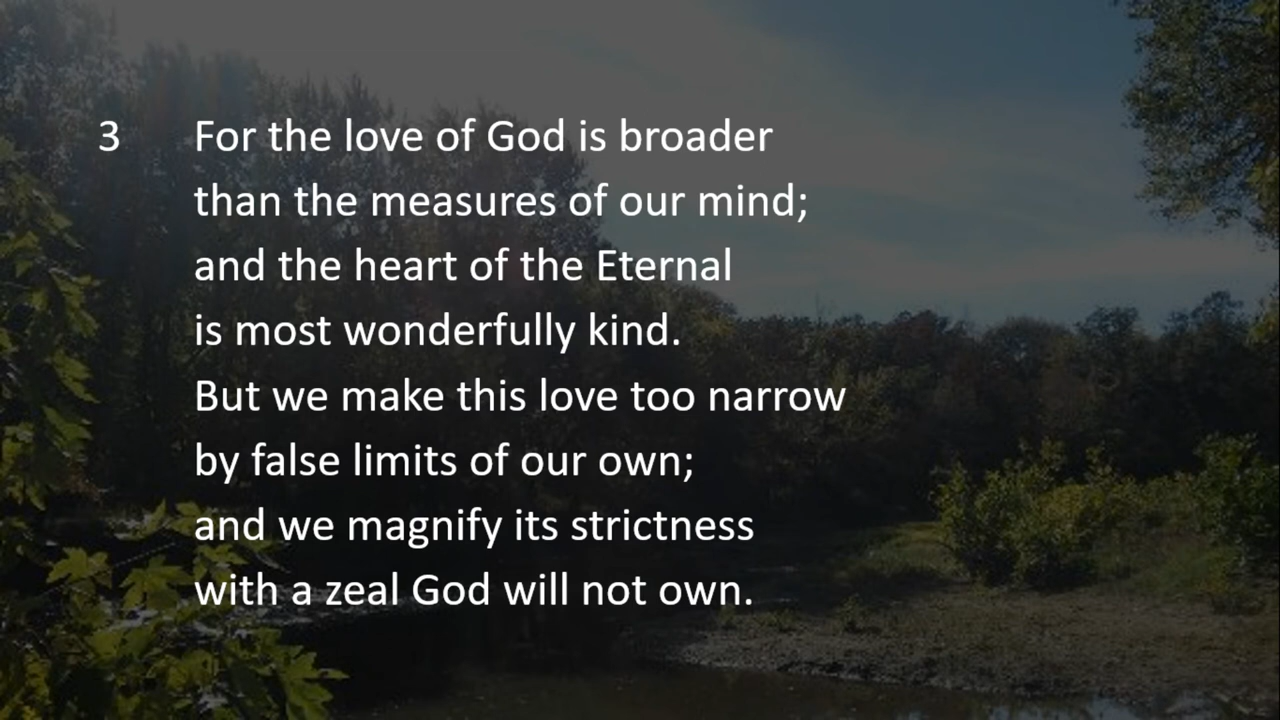 3 For the love of God is broader
than the measures of our mind;
and the heart of the Eternal
is most wonderfully kind.
But we make this love too narrow
by false limits of our own;
and we magnify its strictness
with a zeal God will not own.